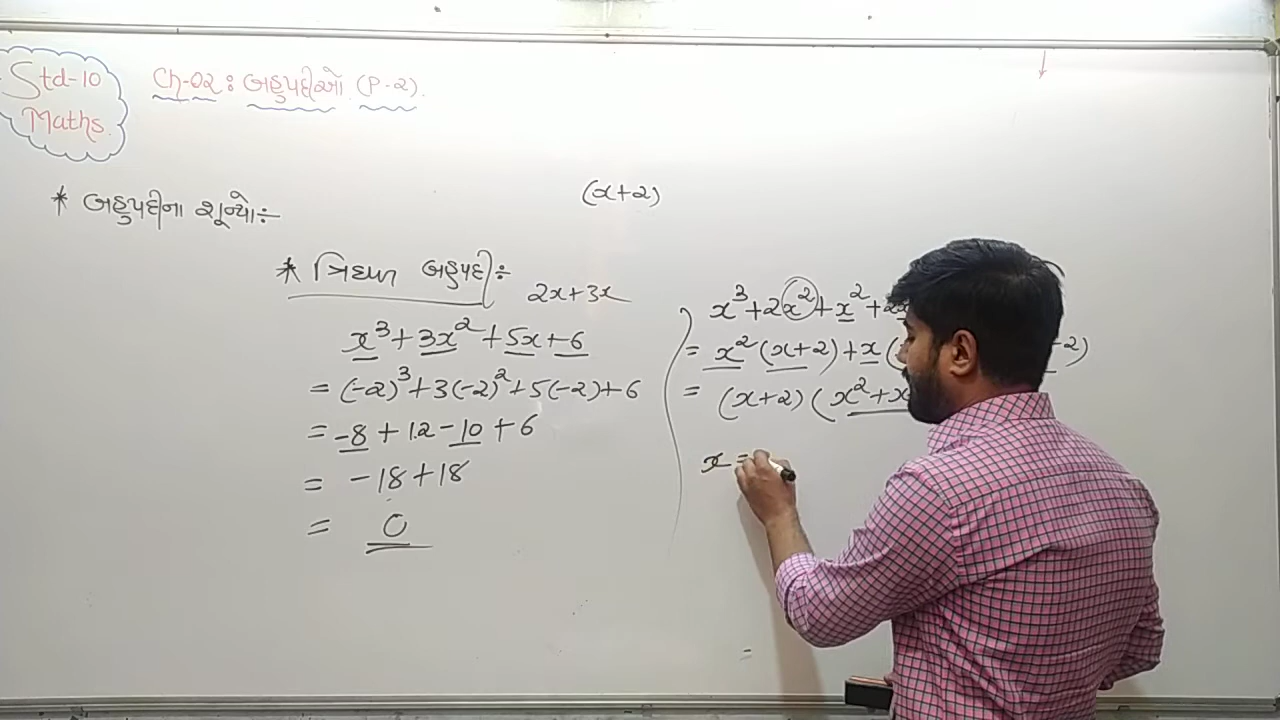 Std-10
Maths.
Ch-02 : બહુપદીઓ (P-2).
* બહુપદીના શૂન્યો :-
(x+2)
* ત્રિઘાત બહુપદી :-
2x+3x
x³ + 3x² + 5x + 6
= (-2)³ + 3(-2)² + 5(-2) + 6
= -8 + 12 - 10 + 6
= -18 + 18
= 0
x³ + 2x² + x² + 2x
= x² (x+2) + x ( 2)
= (x+2) (x² + x
x =